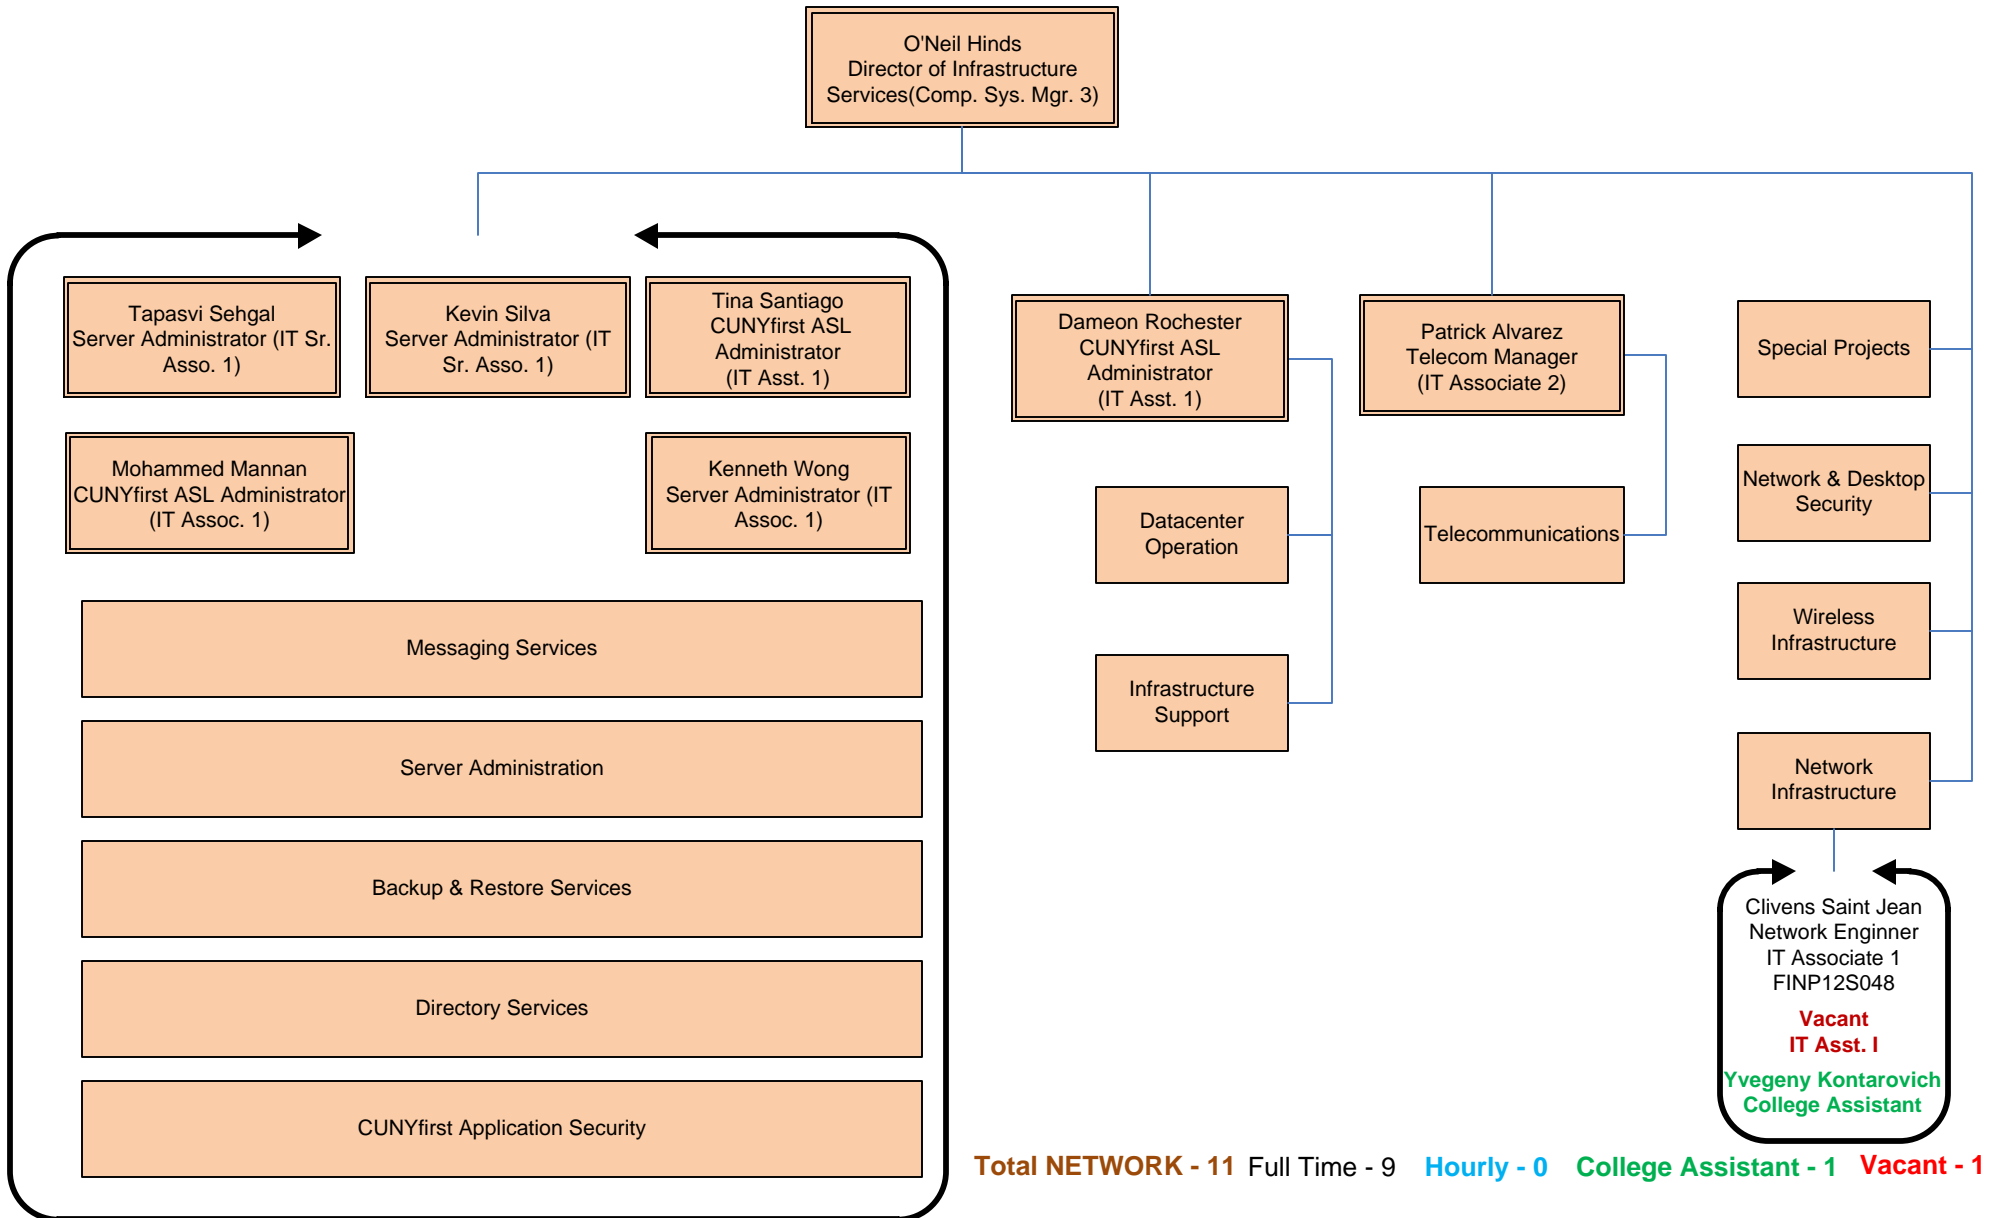 O'Neil Hinds
Director of Infrastructure
Services(Comp. Sys. Mgr. 3)
Tapasvi Sehgal
Server Administrator (IT Sr.
Asso. 1)
Kevin Silva
Server Administrator (IT
Sr. Asso. 1)
Tina Santiago
CUNYfirst ASL
Administrator
(IT Asst. 1)
Mohammed Mannan
CUNYfirst ASL Administrator
(IT Assoc. 1)
Kenneth Wong
Server Administrator (IT
Assoc. 1)
Messaging Services
Server Administration
Backup & Restore Services
Directory Services
CUNYfirst Application Security
Dameon Rochester
CUNYfirst ASL
Administrator
(IT Asst. 1)
Datacenter
Operation
Infrastructure
Support
Patrick Alvarez
Telecom Manager
(IT Associate 2)
Telecommunications
Special Projects
Network & Desktop
Security
Wireless
Infrastructure
Network
Infrastructure
Clivens Saint Jean
Network Enginner
IT Associate 1
FINP12S048
Vacant
IT Asst. I
Yvegeny Kontarovich
College Assistant
Total NETWORK - 11 Full Time - 9 Hourly - 0 College Assistant - 1 Vacant - 1